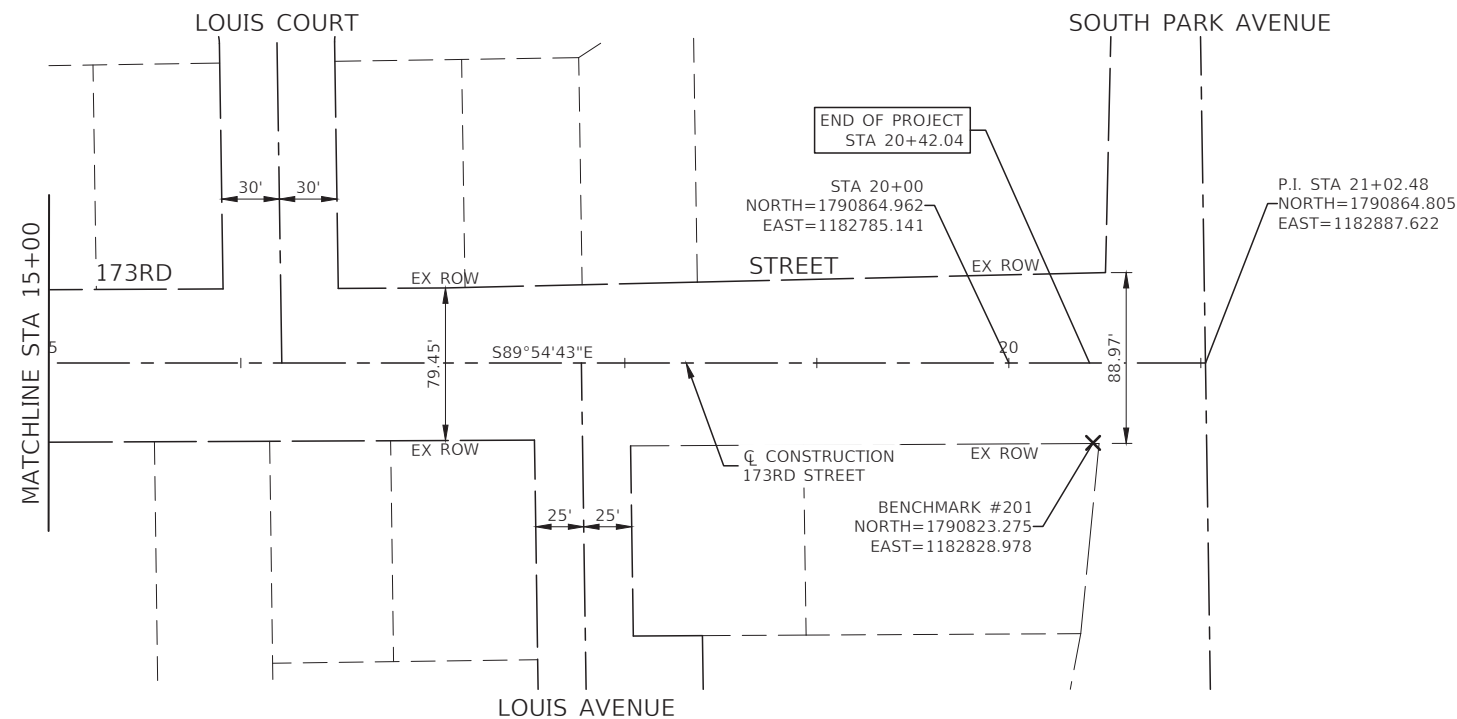 LOUIS COURT
SOUTH PARK AVENUE
END OF PROJECT
STA 20+42.04
30'
30'
STA 20+00
NORTH=1790864.962
EAST=1182785.141
P.I. STA 21+02.48
NORTH=1790864.805
EAST=1182887.622
MATCHLINE STA 15+00
173RD
EX ROW
STREET
EX ROW
5
79.45'
S89°54'43"E
20
88.97'
EX ROW
℄ CONSTRUCTION
173RD STREET
EX ROW
25'
25'
BENCHMARK #201
NORTH=1790823.275
EAST=1182828.978
LOUIS AVENUE